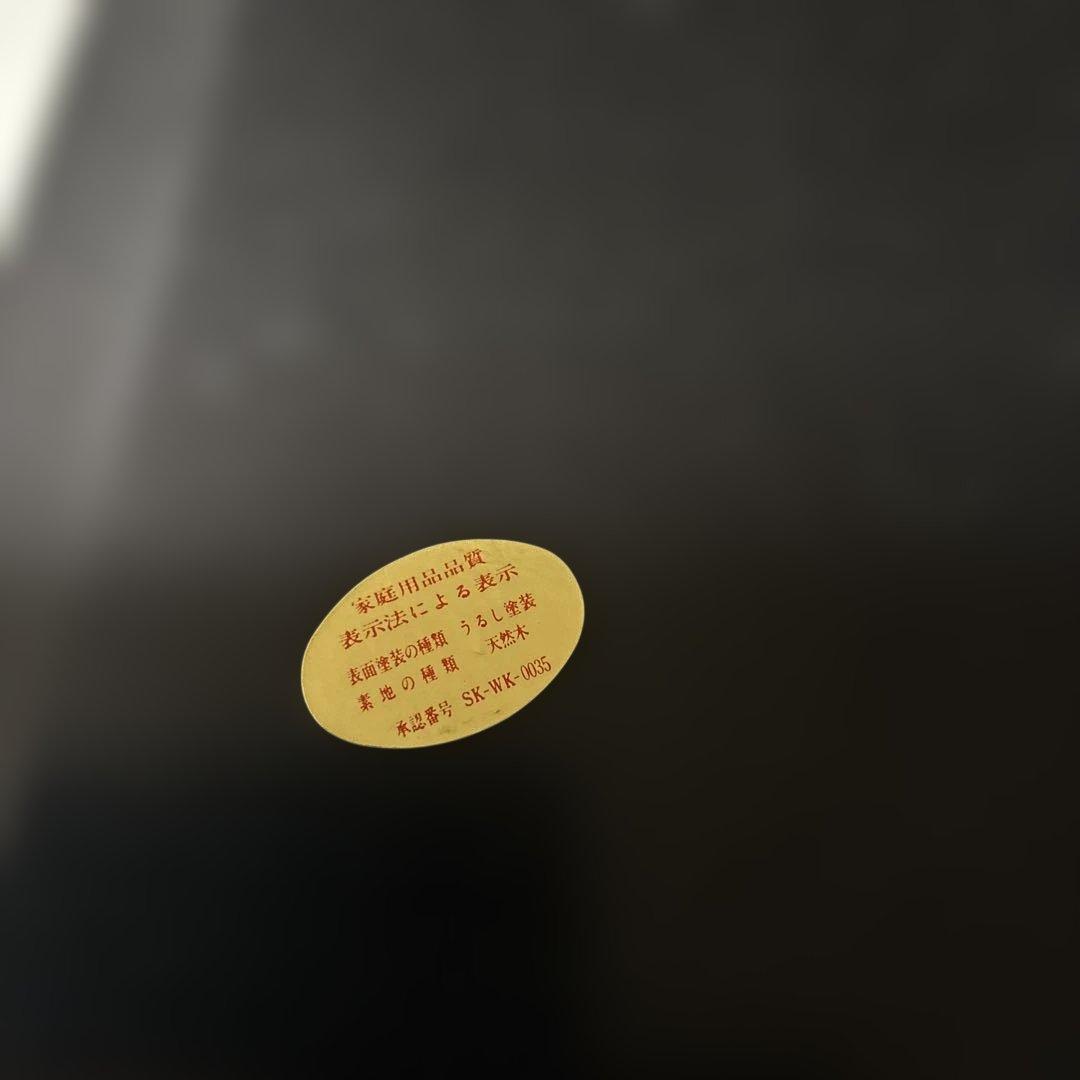 家庭用品品質
表示法による表示
表面塗装の種類 うるし塗装
素地の種類 天然木
承認番号 SK-WK-0035